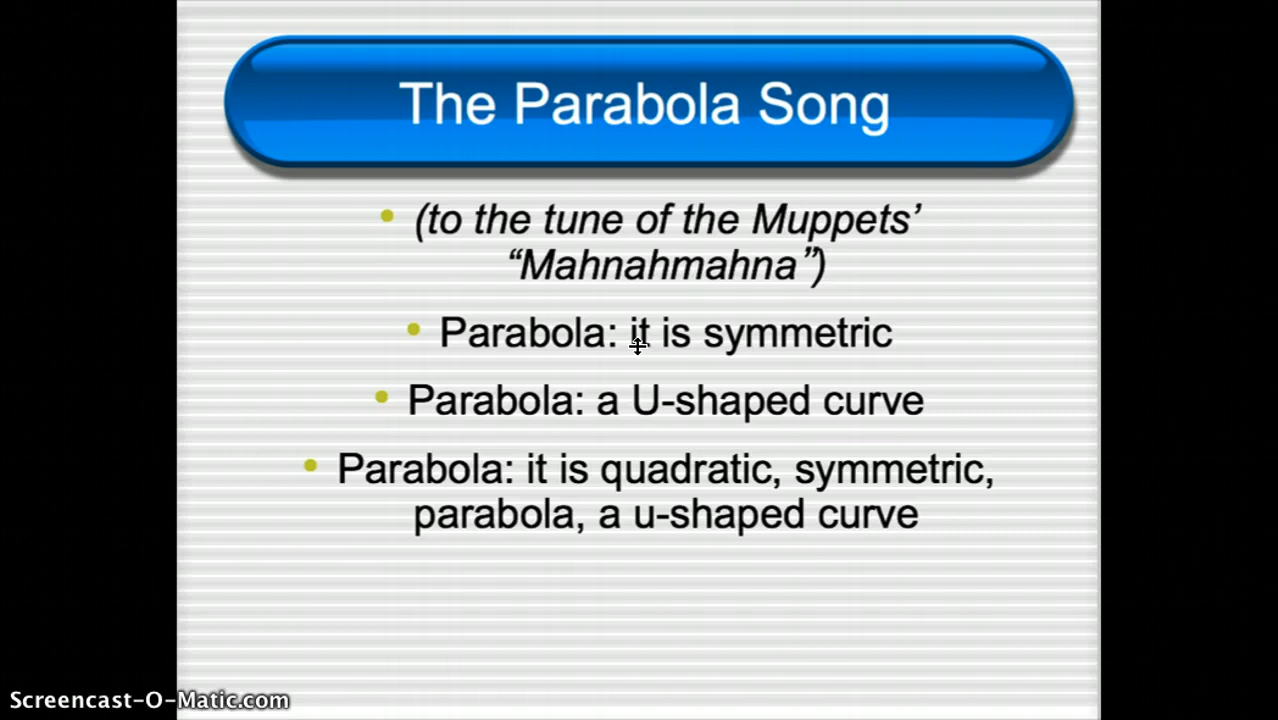 The Parabola Song
• (to the tune of the Muppets’
“Mahnahmahna”)
• Parabola: it is symmetric
• Parabola: a U-shaped curve
• Parabola: it is quadratic, symmetric,
parabola, a u-shaped curve
Screencast-O-Matic.com